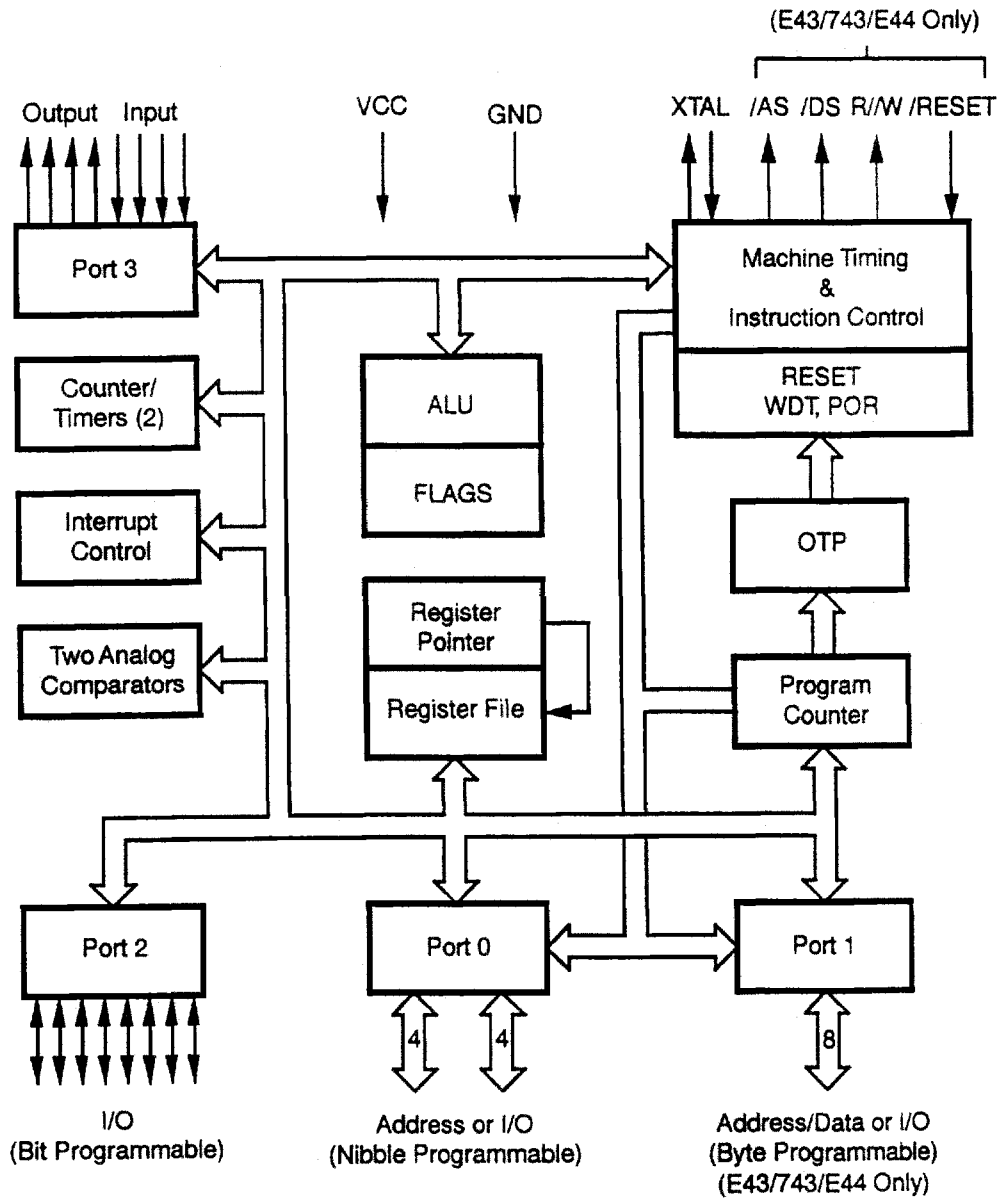 (E43/743/E44 Only)
Output Input
VCC
GND
XTAL /AS /DS R//W /RESET
Port 3
Machine Timing
&
Instruction Control
RESET
WDT, POR
Counter/
Timers (2)
ALU
FLAGS
Interrupt
Control
OTP
Two Analog
Comparators
Register
Pointer
Register File
Program
Counter
Port 2
Port 0
Port 1
4
4
8
I/O
(Bit Programmable)
Address or I/O
(Nibble Programmable)
Address/Data or I/O
(Byte Programmable)
(E43/743/E44 Only)